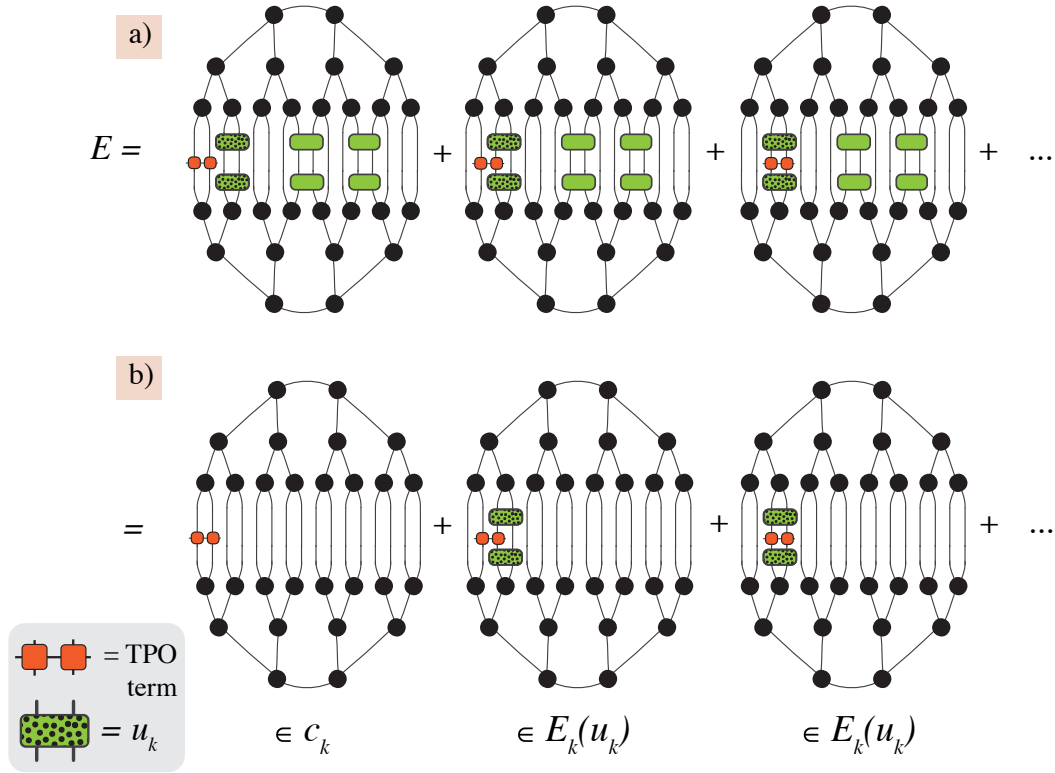 a)
E = + + + ...
b)
= + + + ...
= TPO
term
= u_k
∈ c_k ∈ E_k(u_k) ∈ E_k(u_k)